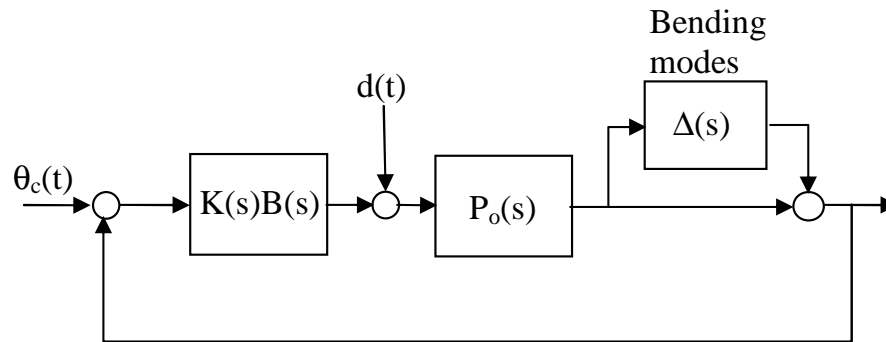 Bending
modes
d(t)
Δ(s)
θc(t)
K(s)B(s)
Po(s)